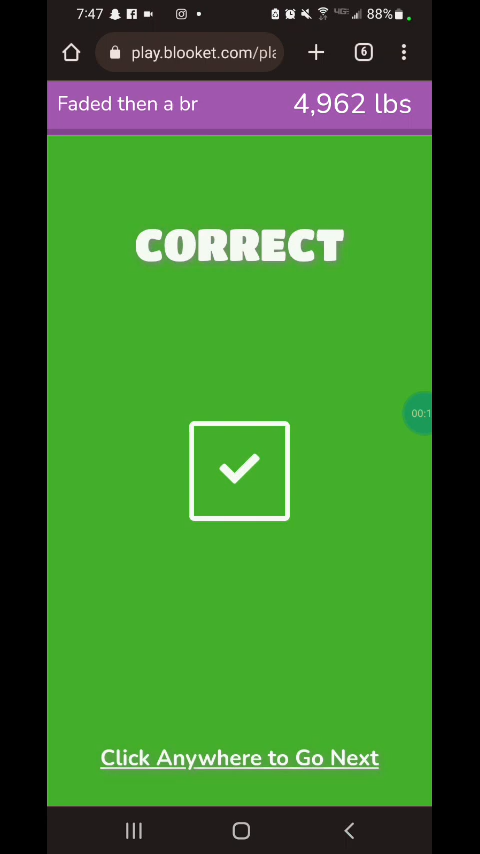 7:47
88%
play.blooket.com/pla
6
Faded then a br
4,962 lbs
CORRECT
00:1
Click Anywhere to Go Next